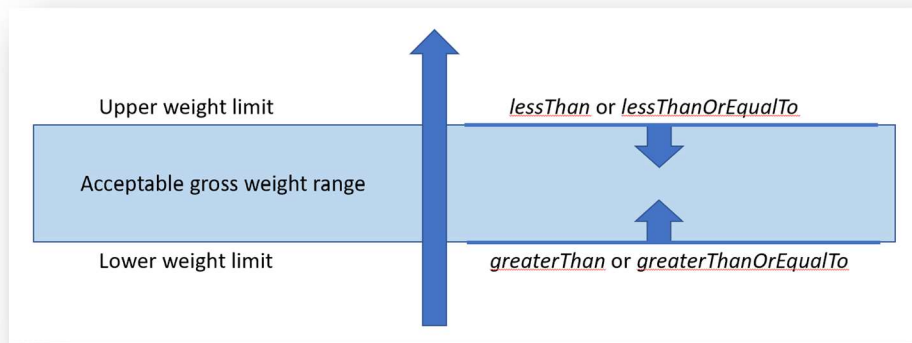 Upper weight limit
lessThan or lessThanOrEqualTo
Acceptable gross weight range
Lower weight limit
greaterThan or greaterThanOrEqualTo